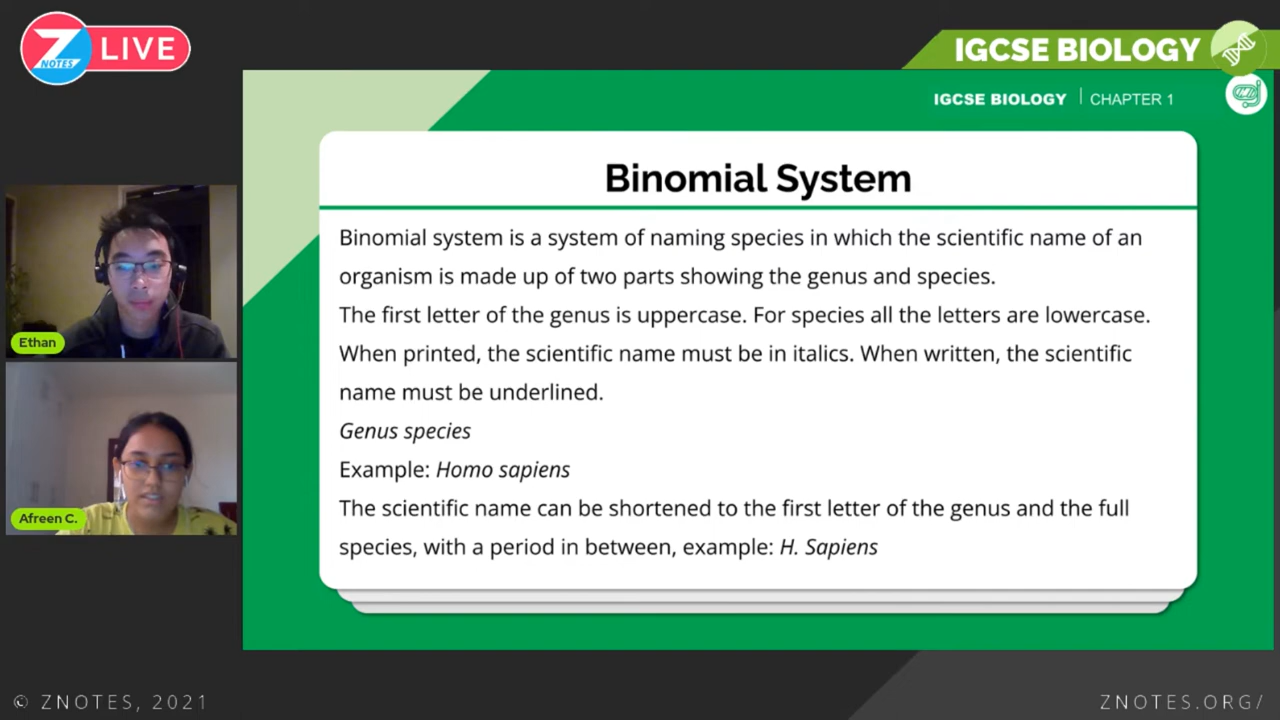 Z NOTES LIVE
IGCSE BIOLOGY
IGCSE BIOLOGY | CHAPTER 1
Binomial System
Binomial system is a system of naming species in which the scientific name of an
organism is made up of two parts showing the genus and species.
The first letter of the genus is uppercase. For species all the letters are lowercase.
When printed, the scientific name must be in italics. When written, the scientific
name must be underlined.
Genus species
Example: Homo sapiens
The scientific name can be shortened to the first letter of the genus and the full
species, with a period in between, example: H. Sapiens
Ethan
Afreen C.
© ZNOTES, 2021
ZNOTES.ORG/